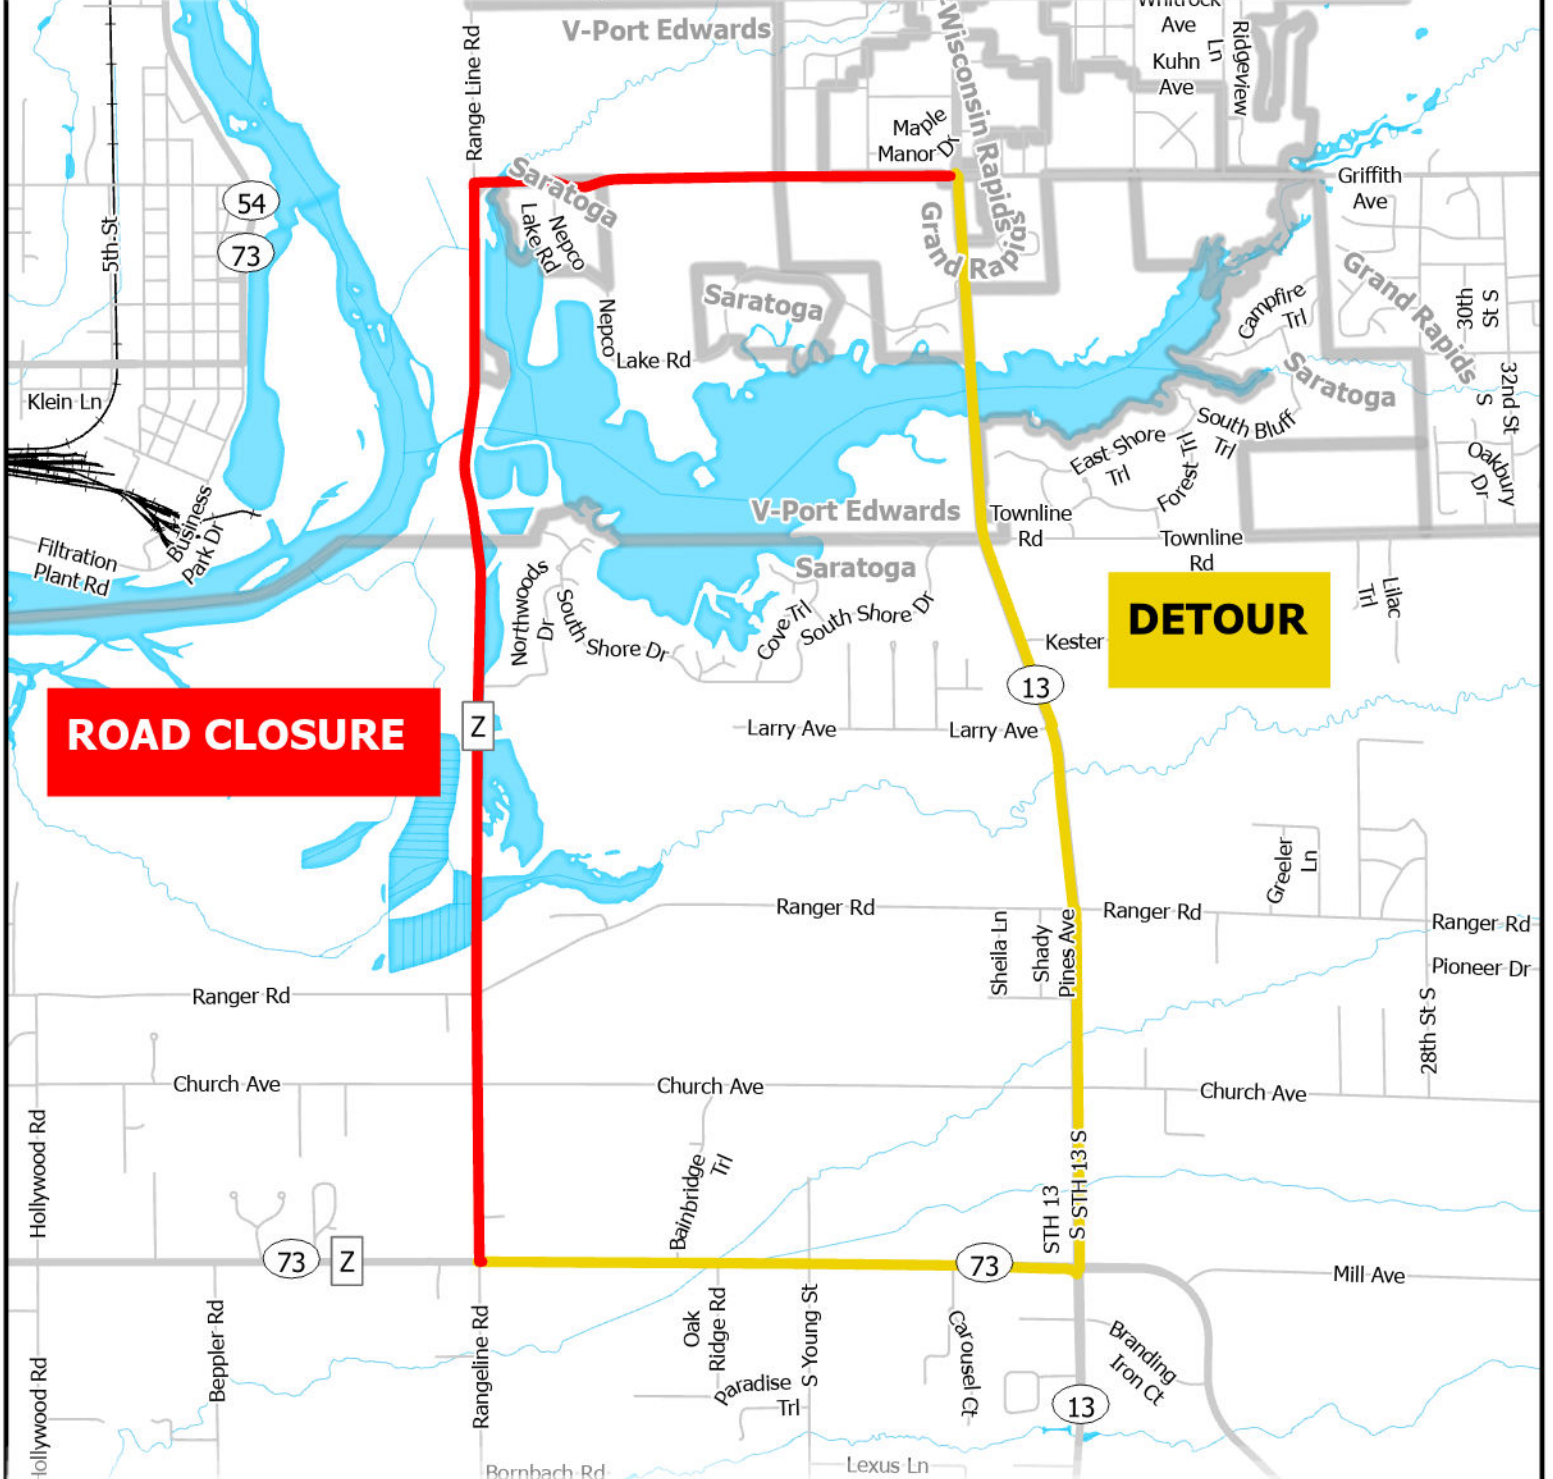 Whitrock
Ave
Ridgeview
Ln
V-Port Edwards
Range Line Rd
Wisconsin Rapids
Kuhn
Ave
Maple
Manor Dr
Griffith
Ave
Saratoga
54
73
5th St
Nepco
Lake Rd
Grand Rapids
Grand Rapids
Campfire
Trl
30th
St S
Saratoga
Nepco
Lake Rd
Saratoga
32nd St
S
Klein Ln
South Bluff
Trl
East Shore
Trl
Forest Trl
Oakbury
Dr
Business
Park Dr
V-Port Edwards
Townline
Rd
Townline
Rd
Filtration
Plant Rd
Saratoga
Northwoods
Dr
South Shore Dr
Cove Trl
South Shore Dr
DETOUR
Lilac
Trl
Kester
13
ROAD CLOSURE
Z
Larry Ave
Larry Ave
Greeler
Ln
Ranger Rd
Ranger Rd
Ranger Rd
Sheila Ln
Shady
Pines Ave
Pioneer Dr
Ranger Rd
28th St S
Church Ave
Church Ave
Church Ave
Hollywood Rd
Bainbridge
Trl
STH 13
S STH 13 S
73
Z
73
Mill Ave
Beppler Rd
Rangeline Rd
Oak
Ridge Rd
S Young St
Carousel Ct
Branding
Iron Ct
Hollywood Rd
Paradise
Trl
13
Bornbach Rd
Lexus Ln